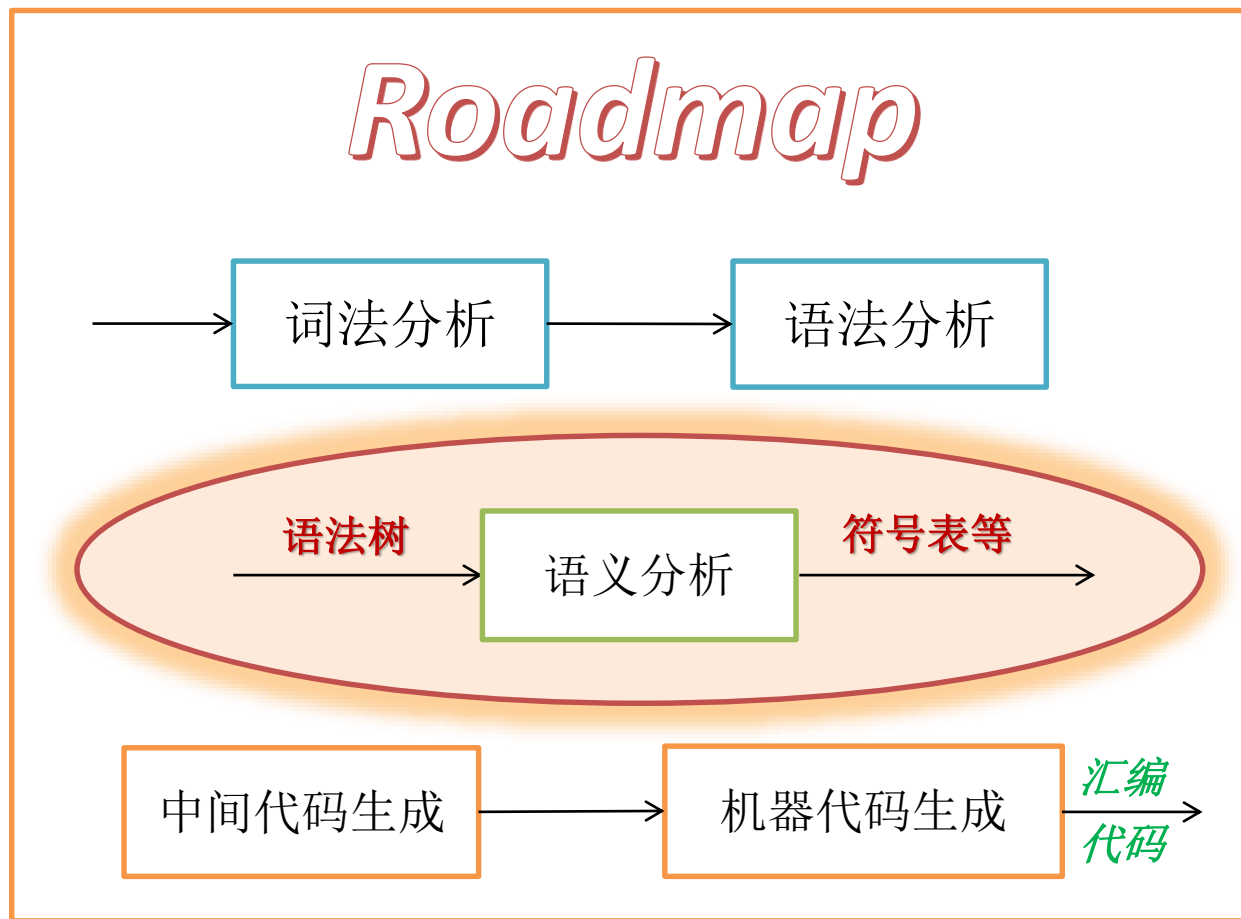 Roadmap
词法分析
语法分析
语法树
语义分析
符号表等
中间代码生成
机器代码生成
汇编
代码